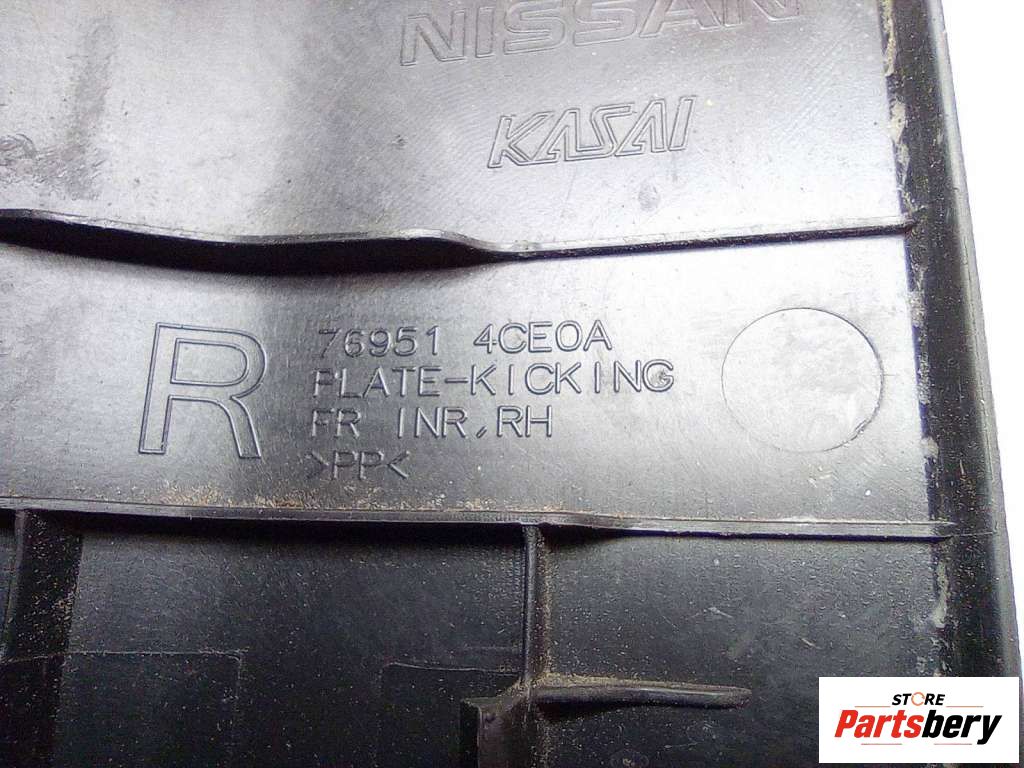 NISSAN
KASAI
R
76951 4CE0A
PLATE-KICKING
FR INR,RH
>PP<
STORE
Partsbery